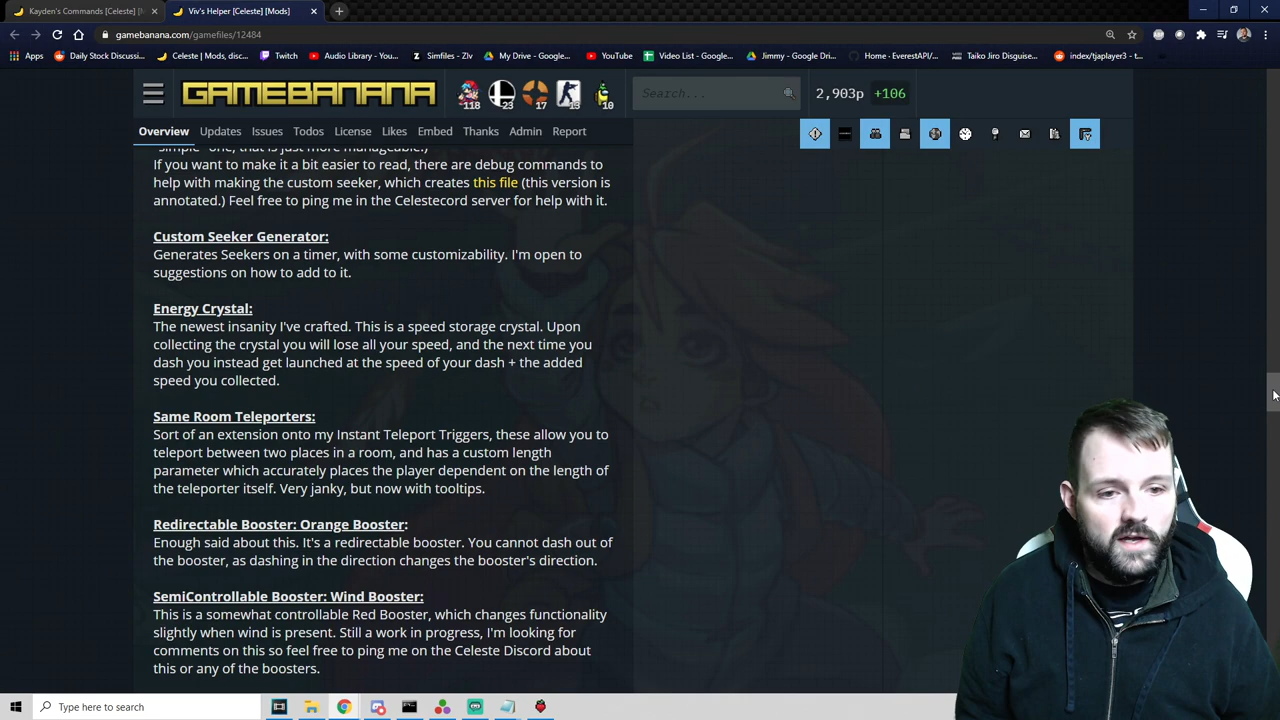 Kayden's Commands [Celeste] [M
Viv's Helper [Celeste] [Mods]
gamebanana.com/gamefiles/12484
Apps
Daily Stock Discuss...
Celeste | Mods, disc...
Twitch
Audio Library - You...
Simfiles - ZIv
My Drive - Google...
YouTube
Video List - Google...
Jimmy - Google Dri...
Home · EverestAPI/...
Taiko Jiro Disguise...
index/tjaplayer3 - t...
GAMEBANANA
118
23
17
13
10
Search...
2,903p +106
Overview Updates Issues Todos License Likes Embed Thanks Admin Report
"simple" one, that is just more manageable.)
If you want to make it a bit easier to read, there are debug commands to
help with making the custom seeker, which creates this file (this version is
annotated.) Feel free to ping me in the Celestecord server for help with it.
Custom Seeker Generator:
Generates Seekers on a timer, with some customizability. I'm open to
suggestions on how to add to it.
Energy Crystal:
The newest insanity I've crafted. This is a speed storage crystal. Upon
collecting the crystal you will lose all your speed, and the next time you
dash you instead get launched at the speed of your dash + the added
speed you collected.
Same Room Teleporters:
Sort of an extension onto my Instant Teleport Triggers, these allow you to
teleport between two places in a room, and has a custom length
parameter which accurately places the player dependent on the length of
the teleporter itself. Very janky, but now with tooltips.
Redirectable Booster: Orange Booster:
Enough said about this. It's a redirectable booster. You cannot dash out of
the booster, as dashing in the direction changes the booster's direction.
SemiControllable Booster: Wind Booster:
This is a somewhat controllable Red Booster, which changes functionality
slightly when wind is present. Still a work in progress, I'm looking for
comments on this so feel free to ping me on the Celeste Discord about
this or any of the boosters.
Type here to search